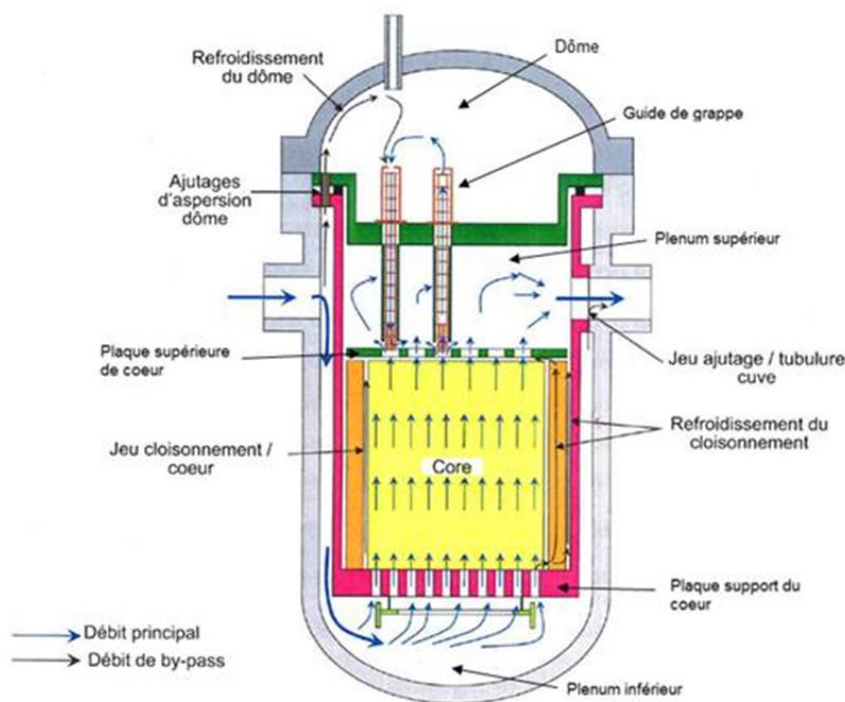 Refroidissement
du dôme
Dôme
Guide de grappe
Ajutages
d'aspersion
dôme
Plenum supérieur
Plaque supérieure
de coeur
Jeu ajutage / tubulure
cuve
Jeu cloisonnement /
coeur
Refroidissement du
cloisonnement
Core
Plaque support du
coeur
Débit principal
Débit de by-pass
Plenum inférieur